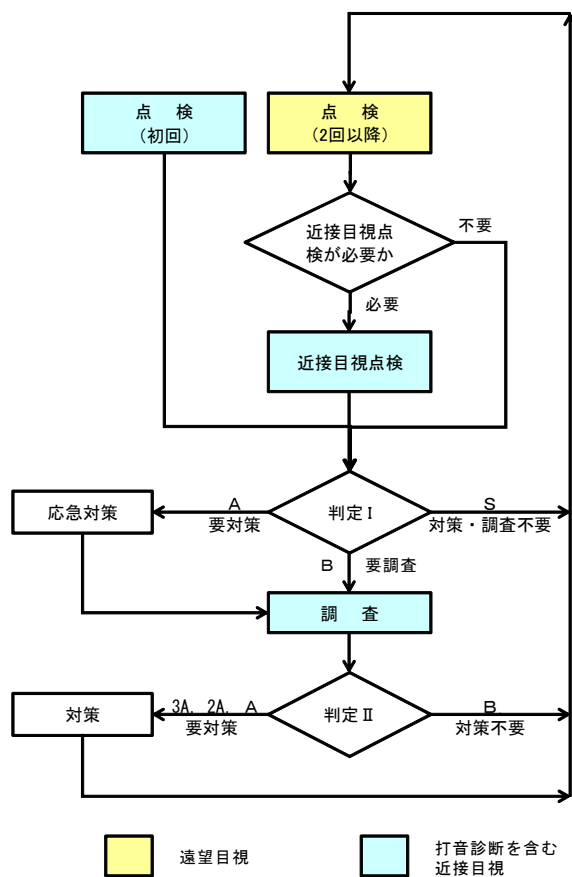 点　検
（初回）
点　検
（2回以降）
近接目視点
検が必要か
不要
必要
近接目視点検
応急対策
A
要対策
判定Ⅰ
S
対策・調査不要
B　要調査
調　査
対策
3A, 2A, A
要対策
判定Ⅱ
B
対策不要
遠望目視
打音診断を含む
近接目視